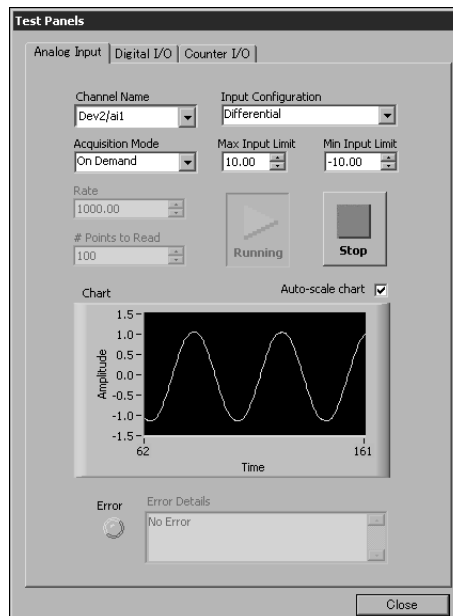 Test Panels
Analog Input Digital I/O Counter I/O
Channel Name Input Configuration
Dev2/ai1 Differential
Acquisition Mode Max Input Limit Min Input Limit
On Demand 10.00 -10.00
Rate
1000.00
# Points to Read
100
Running Stop
Chart Auto-scale chart
1.5
1.0
0.5
0.0
-0.5
-1.0
-1.5
Amplitude
62 161
Time
Error Error Details
No Error
Close